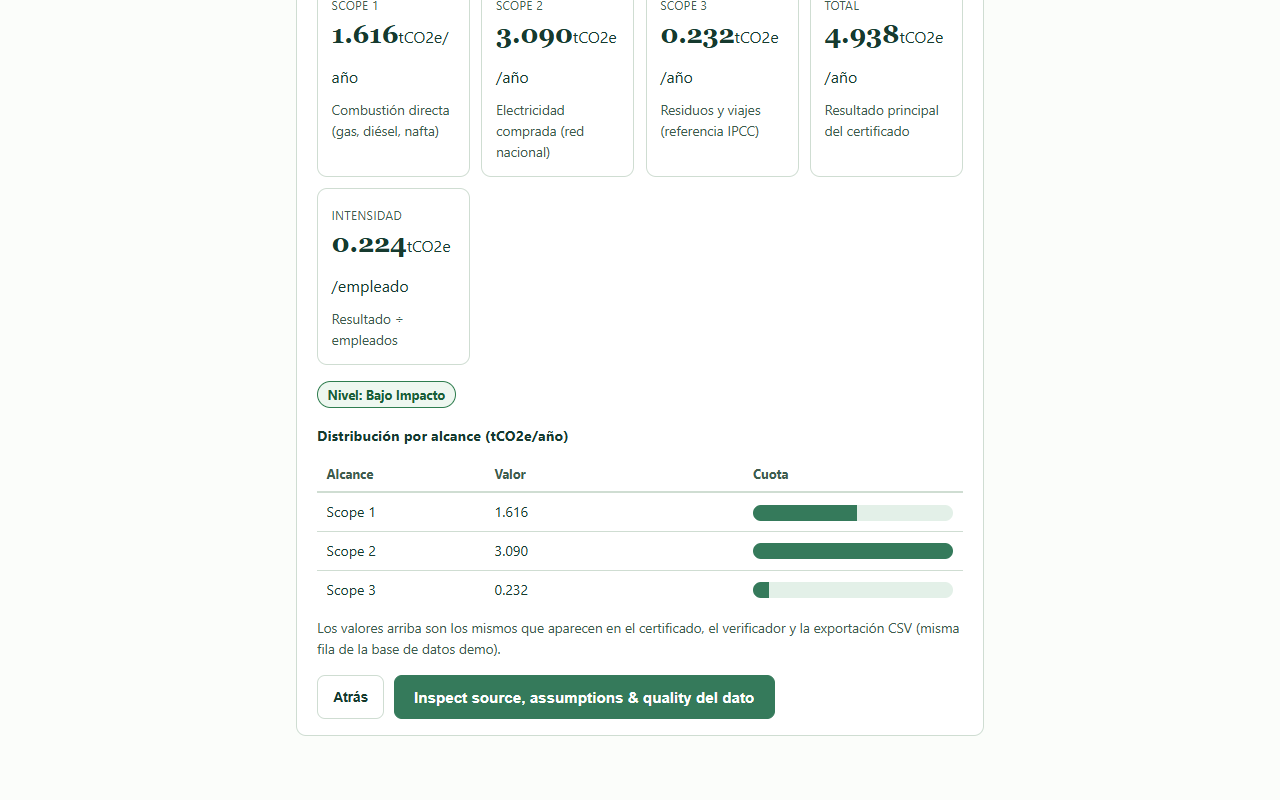 SCOPE 1
1.616tCO2e/
año
Combustión directa
(gas, diésel, nafta)
SCOPE 2
3.090tCO2e
/año
Electricidad
comprada (red
nacional)
SCOPE 3
0.232tCO2e
/año
Residuos y viajes
(referencia IPCC)
TOTAL
4.938tCO2e
/año
Resultado principal
del certificado
INTENSIDAD
0.224tCO2e
/empleado
Resultado ÷
empleados
Nivel: Bajo Impacto
Distribución por alcance (tCO2e/año)
Alcance Valor Cuota
Scope 1 1.616
Scope 2 3.090
Scope 3 0.232
Los valores arriba son los mismos que aparecen en el certificado, el verificador y la exportación CSV (misma
fila de la base de datos demo).
Atrás
Inspect source, assumptions & quality del dato